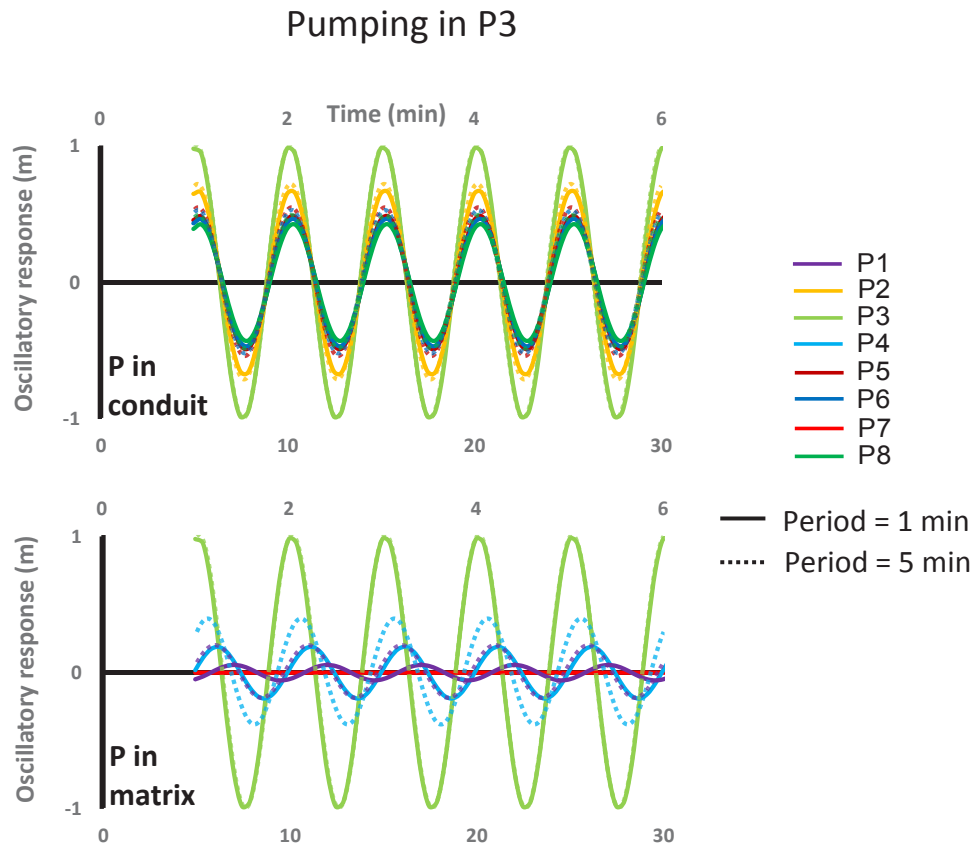 Pumping in P3
0
Time (min)
2
4
6
Oscillatory response (m)
1
0
-1
P in
conduit
0
10
20
30
P1
P2
P3
P4
P5
P6
P7
P8
Period = 1 min
Period = 5 min
0
2
4
6
Oscillatory response (m)
1
0
-1
P in
matrix
0
10
20
30